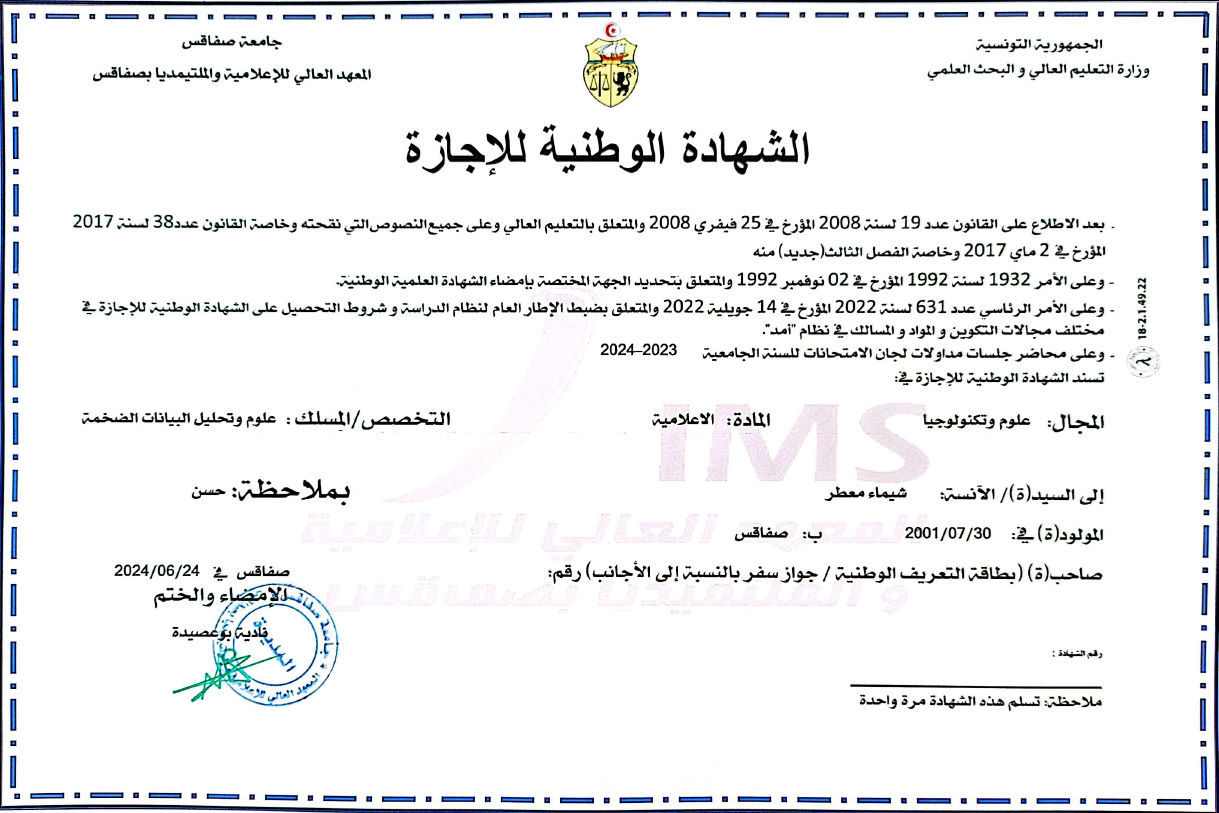 الجمهورية التونسية
وزارة التعليم العالي و البحث العلمي
جامعة صفاقس
المعهد العالي للإعلامية والملتيمديا بصفاقس
الشهادة الوطنية للإجازة
- بعد الاطلاع على القانون عدد 19 لسنة 2008 المؤرخ في 25 فيفري 2008 والمتعلق بالتعليم العالي وعلى جميع النصوص التي نقحته وخاصة القانون عدد38 لسنة 2017
المؤرخ في 2 ماي 2017 وخاصة الفصل الثالث(جديد) منه
- وعلى الأمر 1932 لسنة 1992 المؤرخ في 02 نوفمبر 1992 والمتعلق بتحديد الجهة المختصة بإمضاء الشهادة العلمية الوطنية.
- وعلى الأمر الرئاسي عدد 631 لسنة 2022 المؤرخ في 14 جويلية 2022 والمتعلق بضبط الإطار العام لنظام الدراسة و شروط التحصيل على الشهادة الوطنية للإجازة في
مختلف مجالات التكوين و المواد و المسالك في نظام "أمد".
- وعلى محاضر جلسات مداولات لجان الامتحانات للسنة الجامعية 2023–2024
تسند الشهادة الوطنية للإجازة في:
18-2.1.49.22
المجال: علوم وتكنولوجيا المادة: الاعلامية التخصص/المسلك : علوم وتحليل البيانات الضخمة
IMS
إلى السيد(ة)/ الآنسة: شيماء معطر بملاحظة: حسن
المعهد العالي للإعلامية
و الملتيميديا بصفاقس
المولود(ة) في: 2001/07/30 ب: صفاقس
صاحب(ة) (بطاقة التعريف الوطنية / جواز سفر بالنسبة إلى الأجانب) رقم:
صفاقس في 2024/06/24
الإمضاء والختم
نادية بوعصيدة
المديرة
رقم الشهادة :
ملاحظة: تسلم هذه الشهادة مرة واحدة